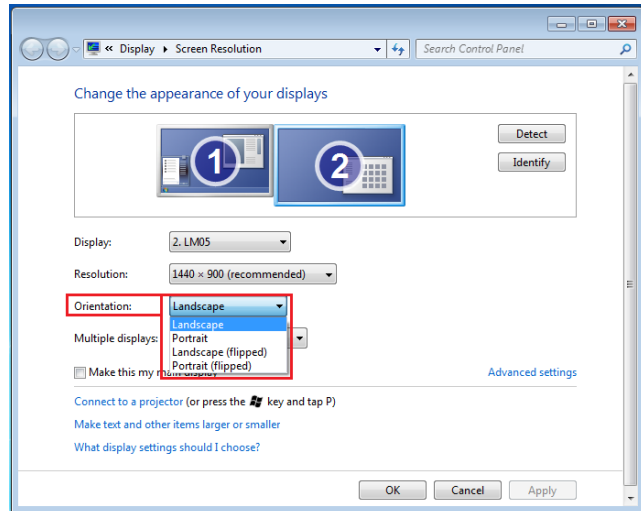 « Display ▸ Screen Resolution Search Control Panel
Change the appearance of your displays
1 2
Detect
Identify
Display: 2. LM05
Resolution: 1440 × 900 (recommended)
Orientation: Landscape
Landscape
Portrait
Multiple displays:
Landscape (flipped)
Portrait (flipped)
Make this my main display
Advanced settings
Connect to a projector (or press the key and tap P)
Make text and other items larger or smaller
What display settings should I choose?
OK Cancel Apply